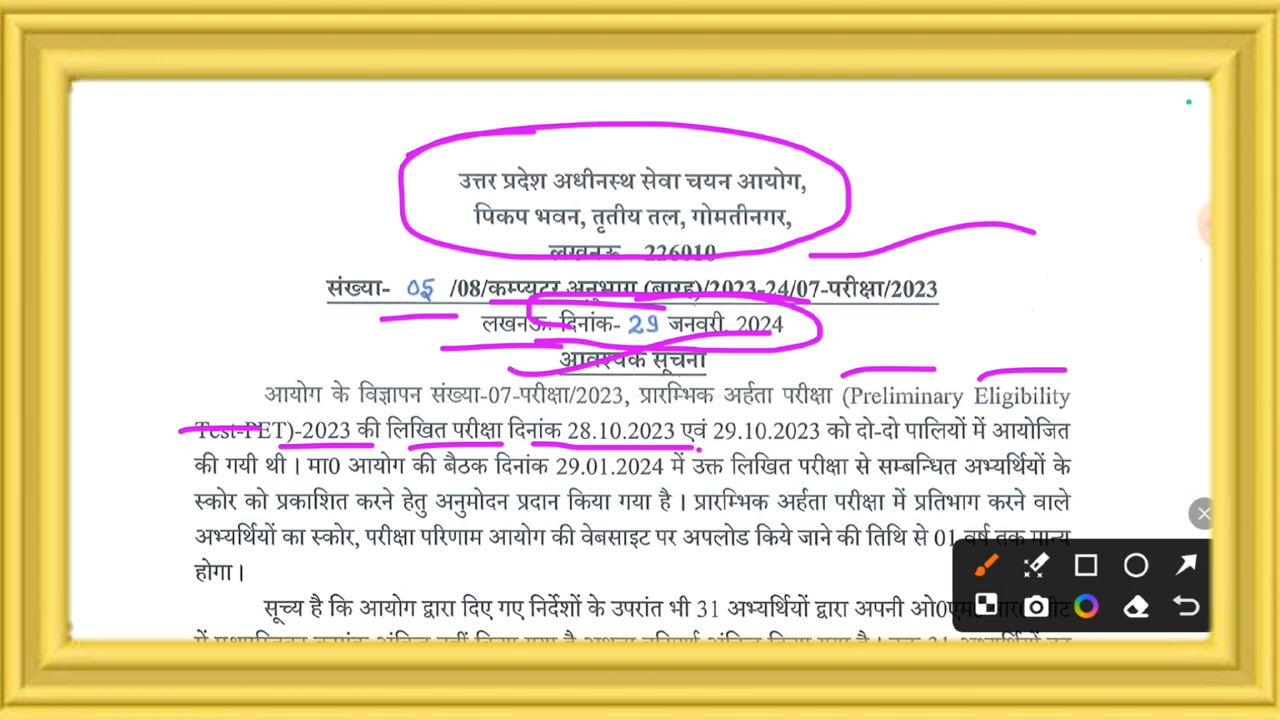 उत्तर प्रदेश अधीनस्थ सेवा चयन आयोग,
पिकप भवन, तृतीय तल, गोमतीनगर,
लखनऊ 226010
संख्या- 05 /08/कम्प्यूटर अनुभाग (बारह)/2023-24/07-परीक्षा/2023
लखनऊः दिनांक- 29 जनवरी, 2024
आवश्यक सूचना
आयोग के विज्ञापन संख्या-07-परीक्षा/2023, प्रारम्भिक अर्हता परीक्षा (Preliminary Eligibility
Test-PET)-2023 की लिखित परीक्षा दिनांक 28.10.2023 एवं 29.10.2023 को दो-दो पालियों में आयोजित
की गयी थी। मा0 आयोग की बैठक दिनांक 29.01.2024 में उक्त लिखित परीक्षा से सम्बन्धित अभ्यर्थियों के
स्कोर को प्रकाशित करने हेतु अनुमोदन प्रदान किया गया है। प्रारम्भिक अर्हता परीक्षा में प्रतिभाग करने वाले
अभ्यर्थियों का स्कोर, परीक्षा परिणाम आयोग की वेबसाइट पर अपलोड किये जाने की तिथि से 01 वर्ष तक मान्य
होगा।
सूच्य है कि आयोग द्वारा दिए गए निर्देशों के उपरांत भी 31 अभ्यर्थियों द्वारा अपनी